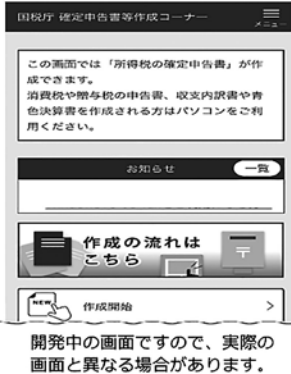 国税庁 確定申告書等作成コーナー
メニュー
この画面では「所得税の確定申告書」が作
成できます。
消費税や贈与税の申告書、収支内訳書や青
色決算書を作成される方はパソコンをご利
用ください。
お知らせ
一覧
作成の流れは
こちら
〒
NEW
作成開始
開発中の画面ですので、実際の
画面と異なる場合があります。